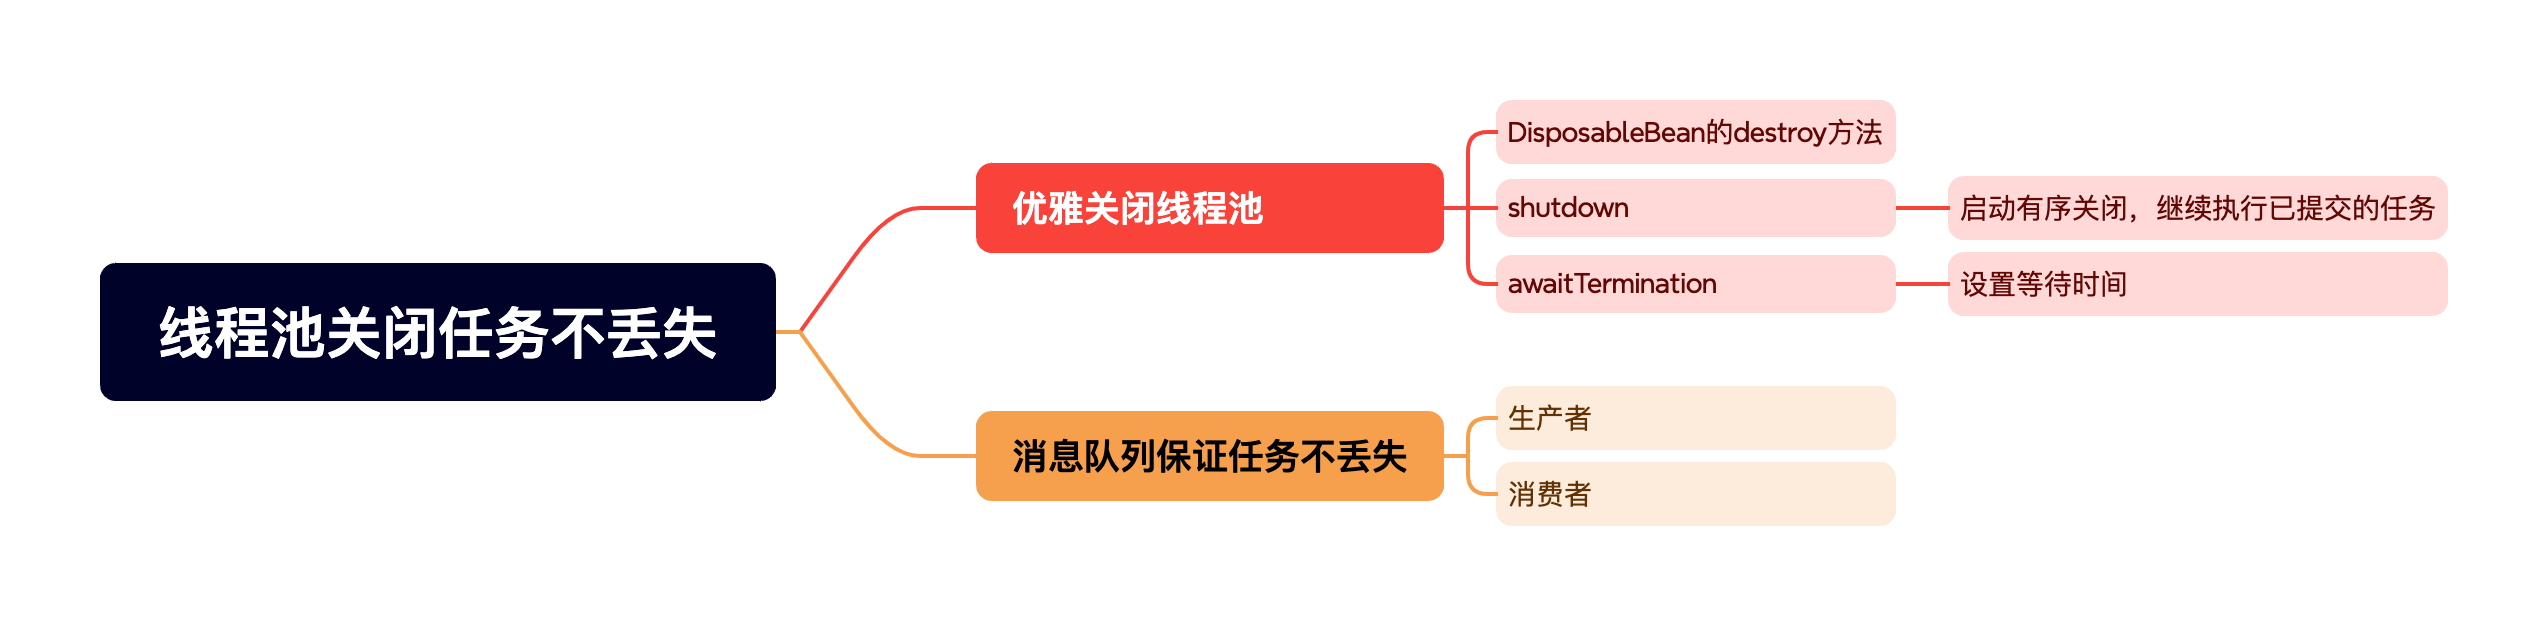 线程池关闭任务不丢失
优雅关闭线程池
DisposableBean的destroy方法
shutdown
启动有序关闭，继续执行已提交的任务
awaitTermination
设置等待时间
消息队列保证任务不丢失
生产者
消费者